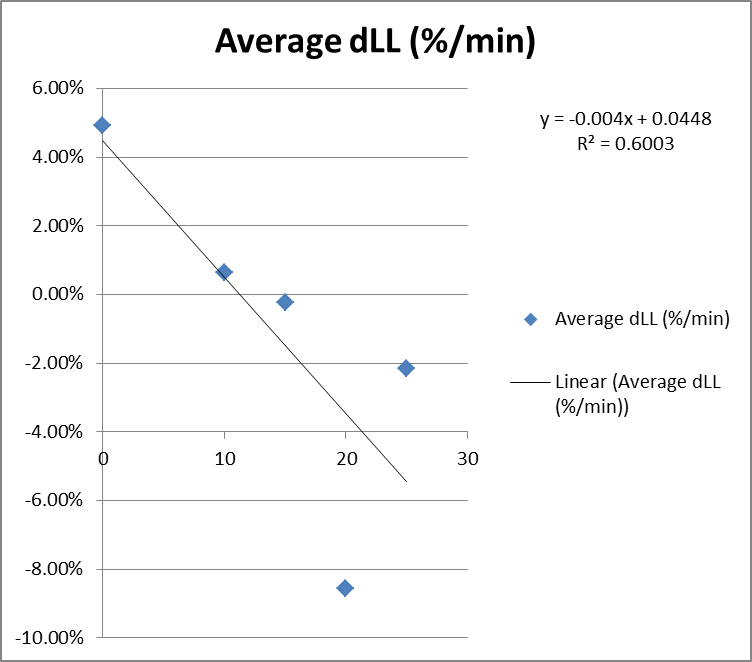 Average dLL (%/min)
6.00%
4.00%
2.00%
0.00%
-2.00%
-4.00%
-6.00%
-8.00%
-10.00%
0 10 20 30
y = -0.004x + 0.0448
R² = 0.6003
Average dLL (%/min)
Linear (Average dLL
(%/min))